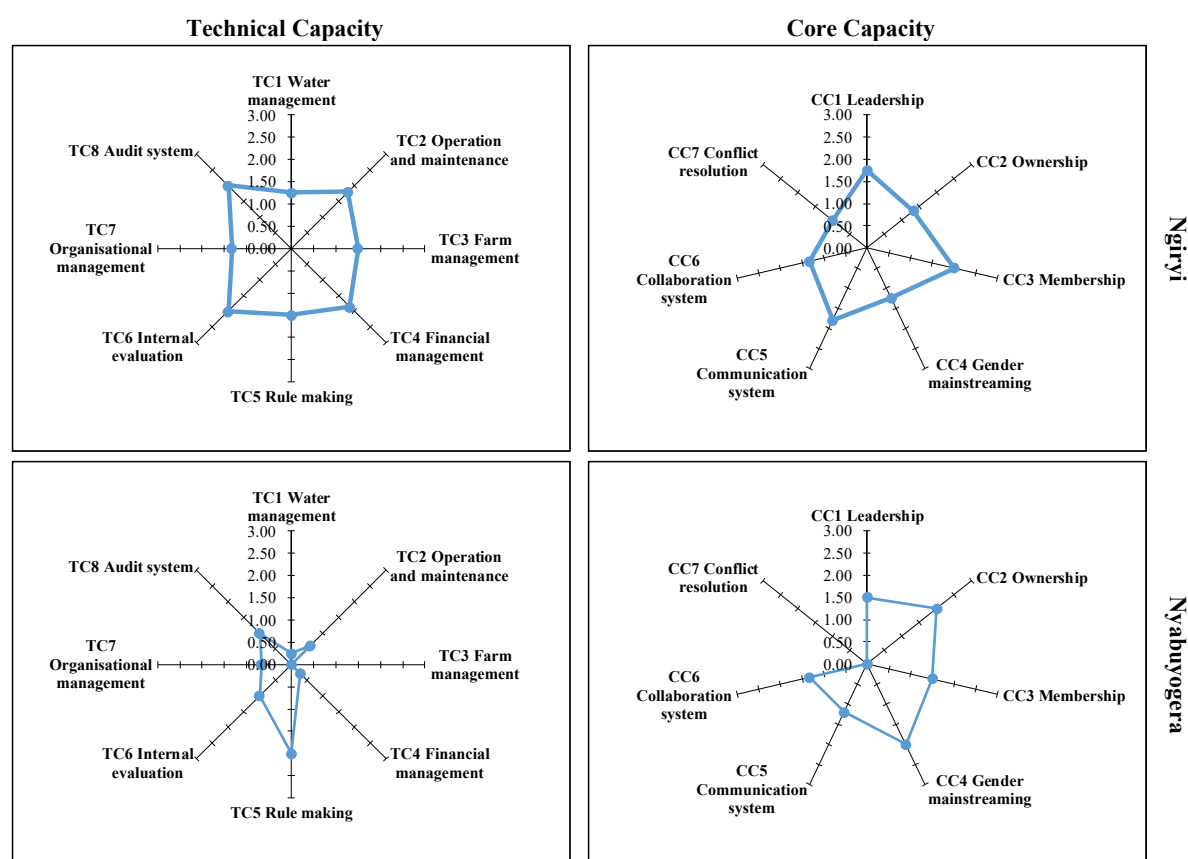 Technical Capacity
Core Capacity
TC1 Water
management
3.00
2.50
2.00
1.50
1.00
0.50
0.00
TC2 Operation
and maintenance
TC3 Farm
management
TC4 Financial
management
TC5 Rule making
TC6 Internal
evaluation
TC7
Organisational
management
TC8 Audit system
CC1 Leadership
3.00
2.50
2.00
1.50
1.00
0.50
0.00
CC2 Ownership
CC3 Membership
CC4 Gender
mainstreaming
CC5
Communication
system
CC6
Collaboration
system
CC7 Conflict
resolution
Ngiryi
TC1 Water
management
3.00
2.50
2.00
1.50
1.00
0.50
0.00
TC2 Operation
and maintenance
TC3 Farm
management
TC4 Financial
management
TC5 Rule making
TC6 Internal
evaluation
TC7
Organisational
management
TC8 Audit system
CC1 Leadership
3.00
2.50
2.00
1.50
1.00
0.50
0.00
CC2 Ownership
CC3 Membership
CC4 Gender
mainstreaming
CC5
Communication
system
CC6
Collaboration
system
CC7 Conflict
resolution
Nyabuyogera